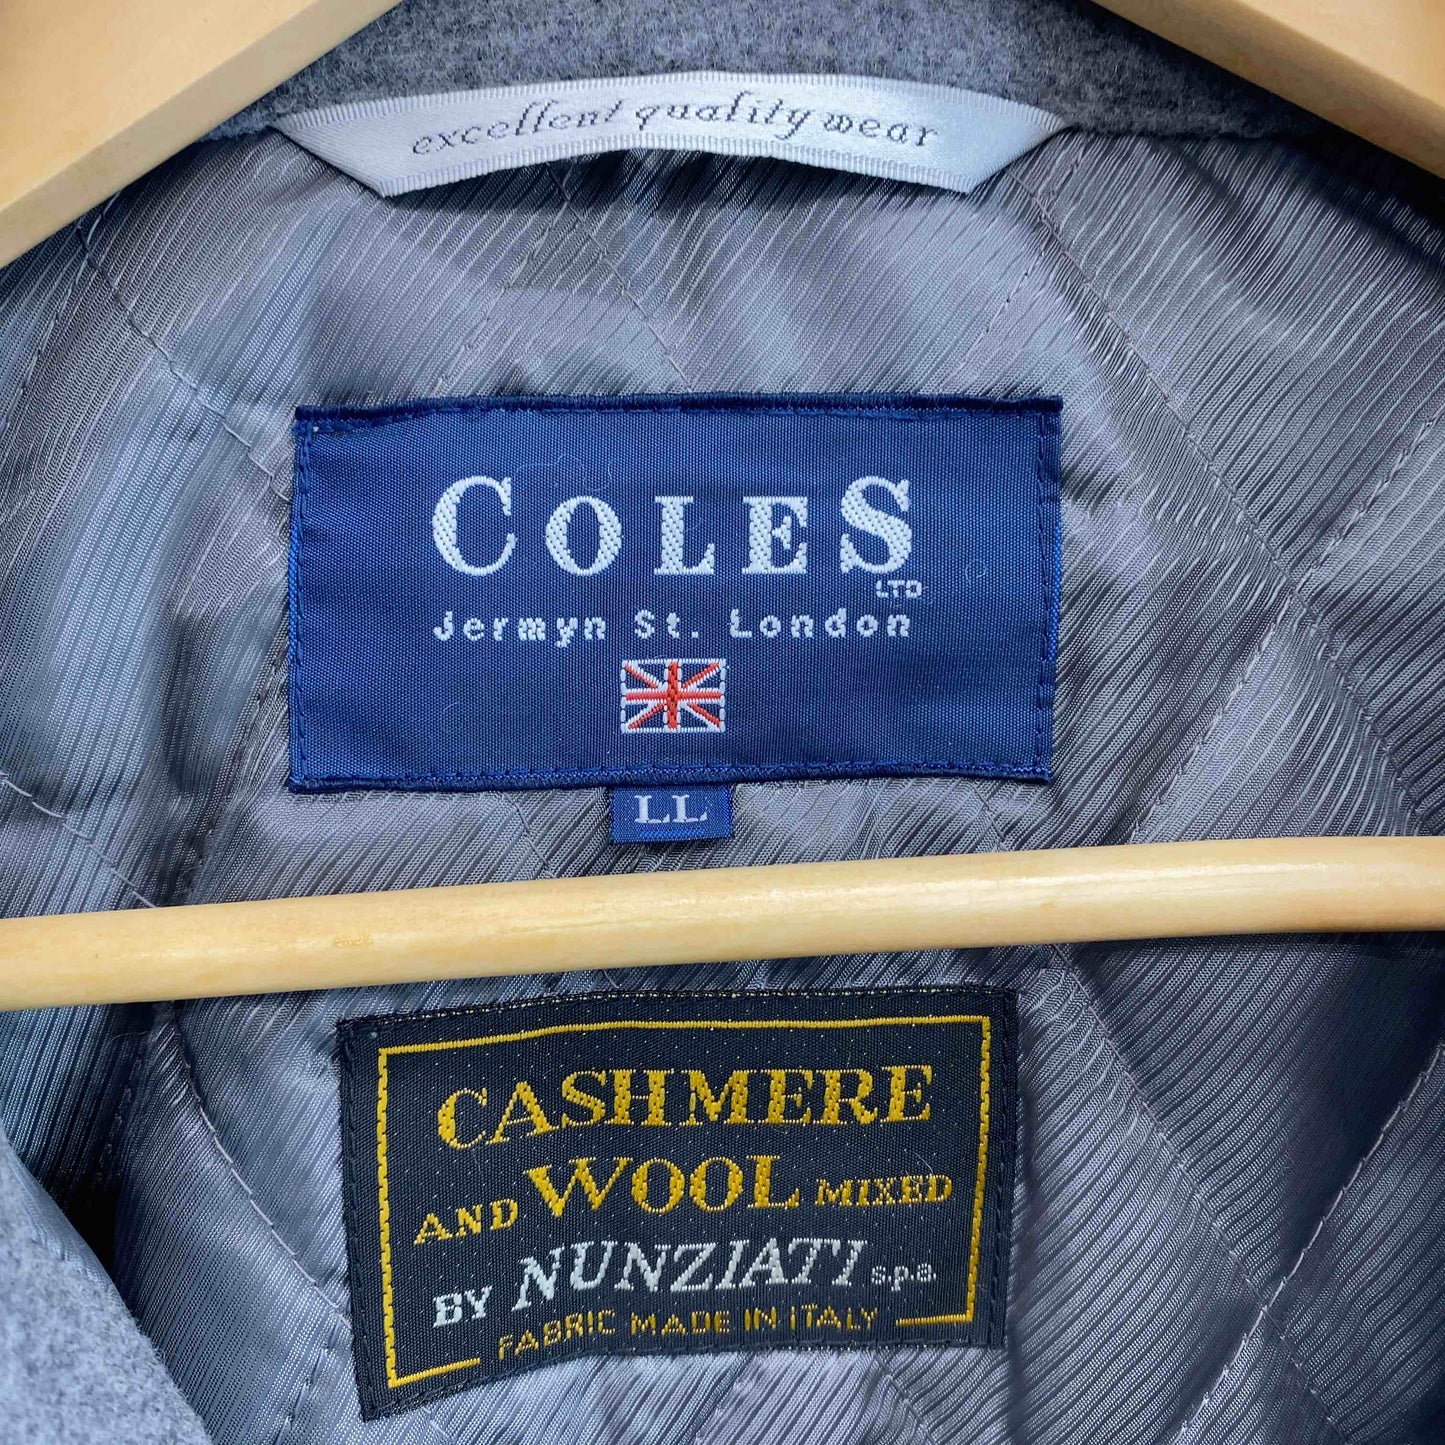 excellent quality wear
COLES
LTD
Jermyn St. London
LL
CASHMERE
AND WOOL MIXED
BY NUNZIATI spa
FABRIC MADE IN ITALY